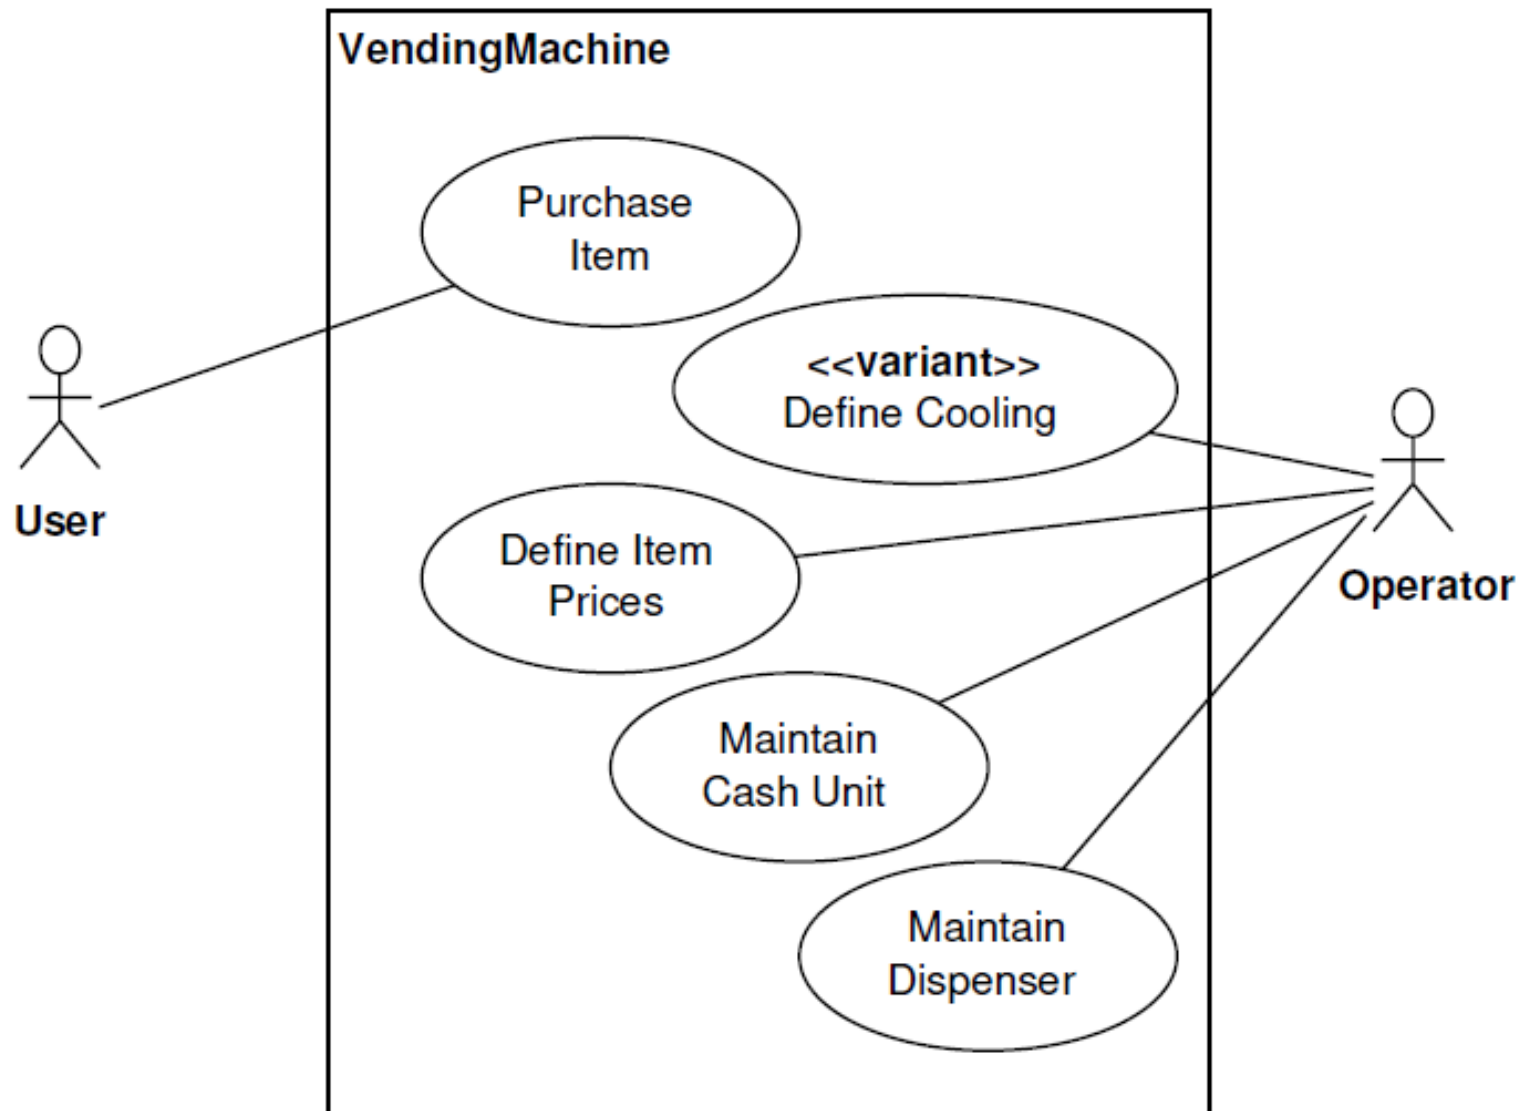 VendingMachine
Purchase
Item
<<variant>>
Define Cooling
User
Define Item
Prices
Operator
Maintain
Cash Unit
Maintain
Dispenser